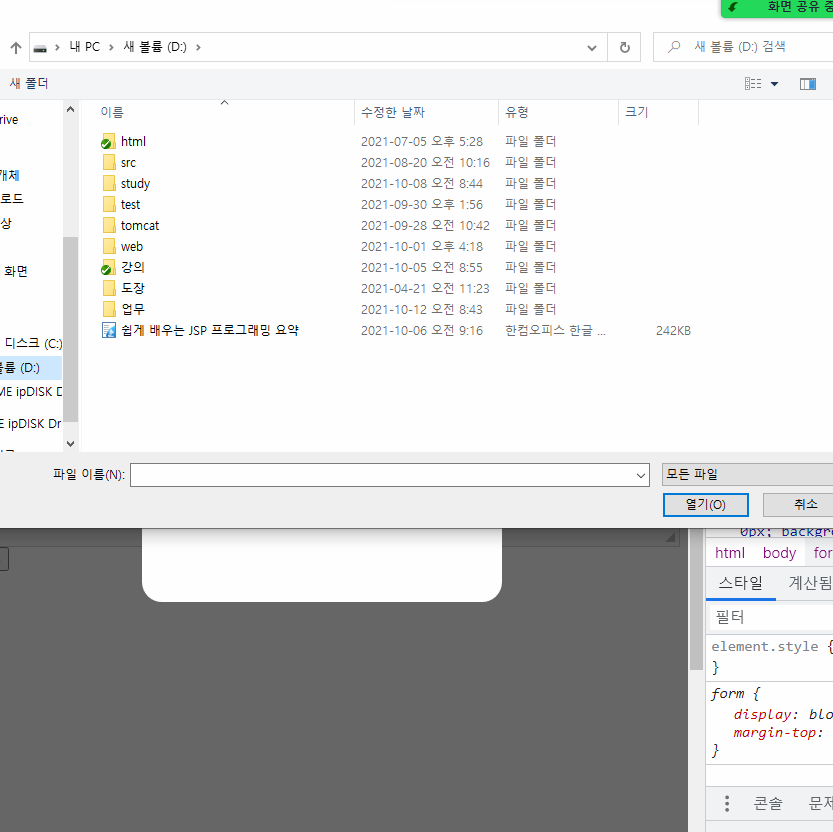 화면 공유 중
내 PC > 새 볼륨 (D:) >
새 볼륨 (D:) 검색
새 폴더
이름 수정한 날짜 유형 크기
rive
개체
로드
상
화면
디스크 (C:)
볼륨 (D:)
ME ipDISK D
E ipDISK Dr
html 2021-07-05 오후 5:28 파일 폴더
src 2021-08-20 오전 10:16 파일 폴더
study 2021-10-08 오전 8:44 파일 폴더
test 2021-09-30 오후 1:56 파일 폴더
tomcat 2021-09-28 오전 10:42 파일 폴더
web 2021-10-01 오후 4:18 파일 폴더
강의 2021-10-05 오전 8:55 파일 폴더
도장 2021-04-21 오전 11:23 파일 폴더
업무 2021-10-12 오전 8:43 파일 폴더
쉽게 배우는 JSP 프로그래밍 요약 2021-10-06 오전 9:16 한컴오피스 한글 ... 242KB
파일 이름(N):
모든 파일
열기(O) 취소
0px; backgr
html body for
스타일 계산됨
필터
element.style {
}
form {
display: blo
margin-top:
}
콘솔 문제